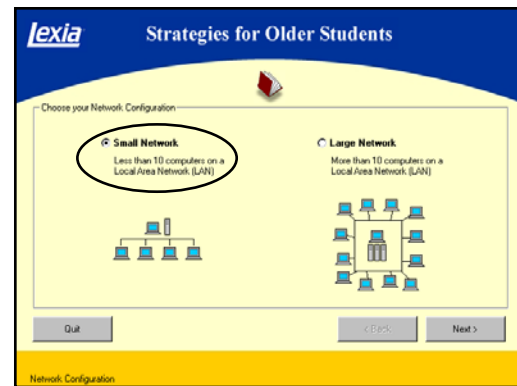 lexia
Strategies for Older Students
Choose your Network Configuration
Small Network
Less than 10 computers on a
Local Area Network (LAN)
Large Network
More than 10 computers on a
Local Area Network (LAN)
Quit
< Back
Next >
Network Configuration